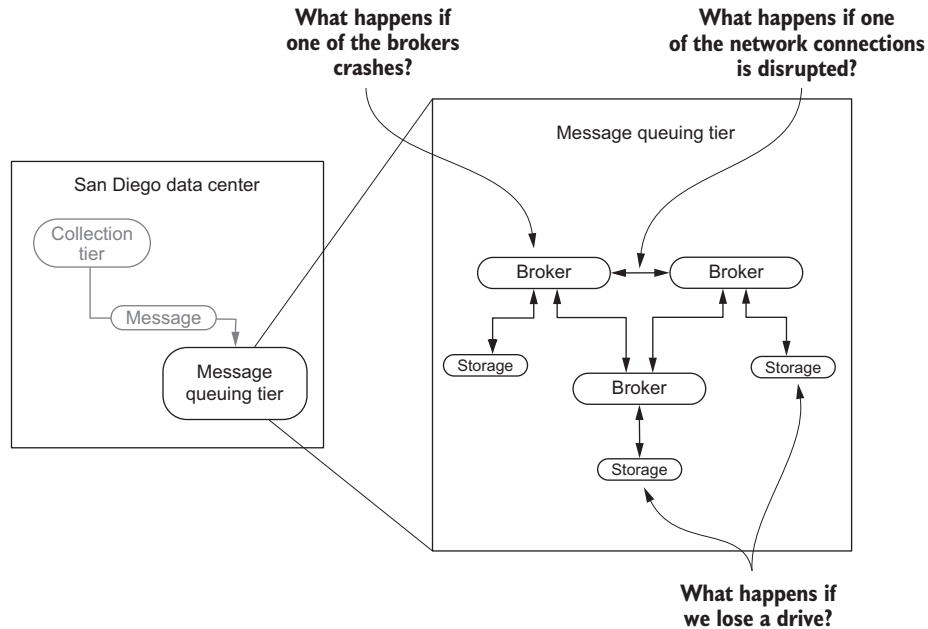 What happens if
one of the brokers
crashes?
What happens if one
of the network connections
is disrupted?
Message queuing tier
San Diego data center
Collection
tier
Message
Message
queuing tier
Broker
Broker
Storage
Storage
Broker
Storage
What happens if
we lose a drive?